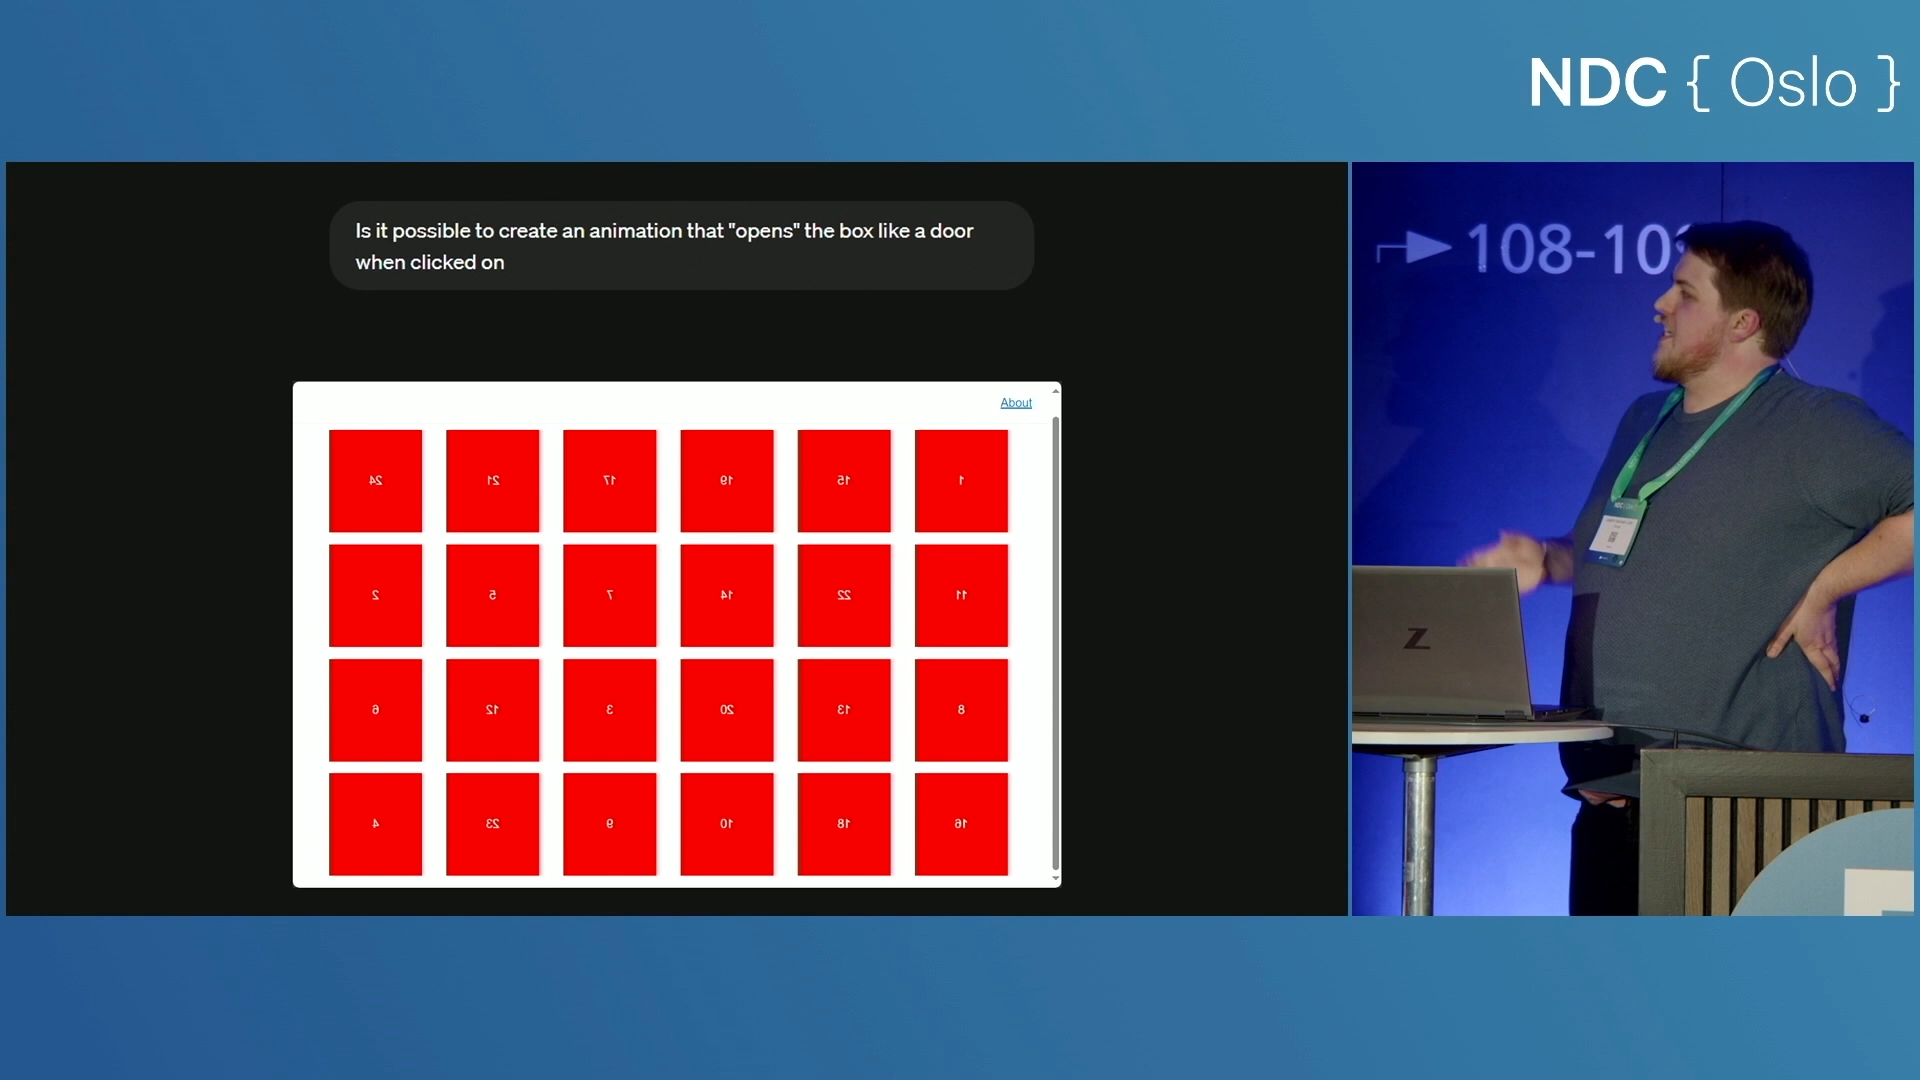 NDC { Oslo }
Is it possible to create an animation that "opens" the box like a door
when clicked on
108-10
About
24 21 17 19 15 1
2 5 7 14 22 11
6 12 3 20 13 8
4 23 9 10 18 16
Z
NDC